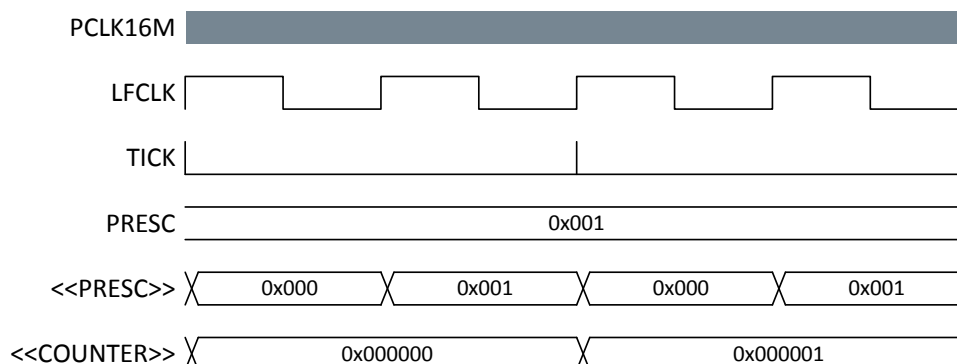 PCLK16M
LFCLK
TICK
PRESC 0x001
<<PRESC>> 0x000 0x001 0x000 0x001
<<COUNTER>> 0x000000 0x000001